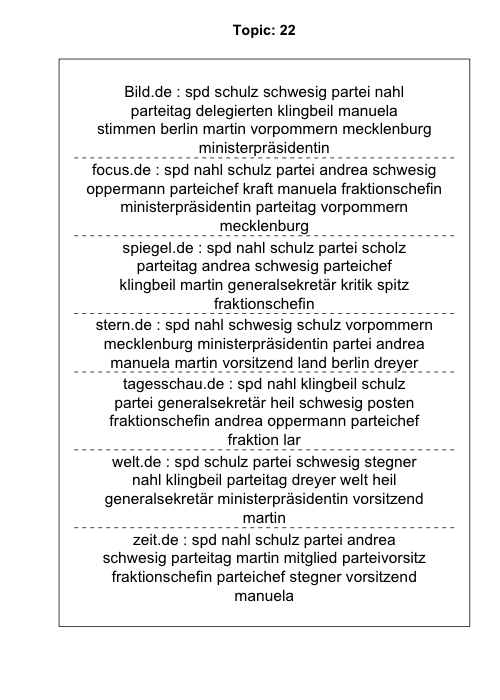 Topic: 22
Bild.de : spd schulz schwesig partei nahl
parteitag delegierten klingbeil manuela
stimmen berlin martin vorpommern mecklenburg
ministerpräsidentin
focus.de : spd nahl schulz partei andrea schwesig
oppermann parteichef kraft manuela fraktionschefin
ministerpräsidentin parteitag vorpommern
mecklenburg
spiegel.de : spd nahl schulz partei scholz
parteitag andrea schwesig parteichef
klingbeil martin generalsekretär kritik spitz
fraktionschefin
stern.de : spd nahl schwesig schulz vorpommern
mecklenburg ministerpräsidentin partei andrea
manuela martin vorsitzend land berlin dreyer
tagesschau.de : spd nahl klingbeil schulz
partei generalsekretär heil schwesig posten
fraktionschefin andrea oppermann parteichef
fraktion lar
welt.de : spd schulz partei schwesig stegner
nahl klingbeil parteitag dreyer welt heil
generalsekretär ministerpräsidentin vorsitzend
martin
zeit.de : spd nahl schulz partei andrea
schwesig parteitag martin mitglied parteivorsitz
fraktionschefin parteichef stegner vorsitzend
manuela